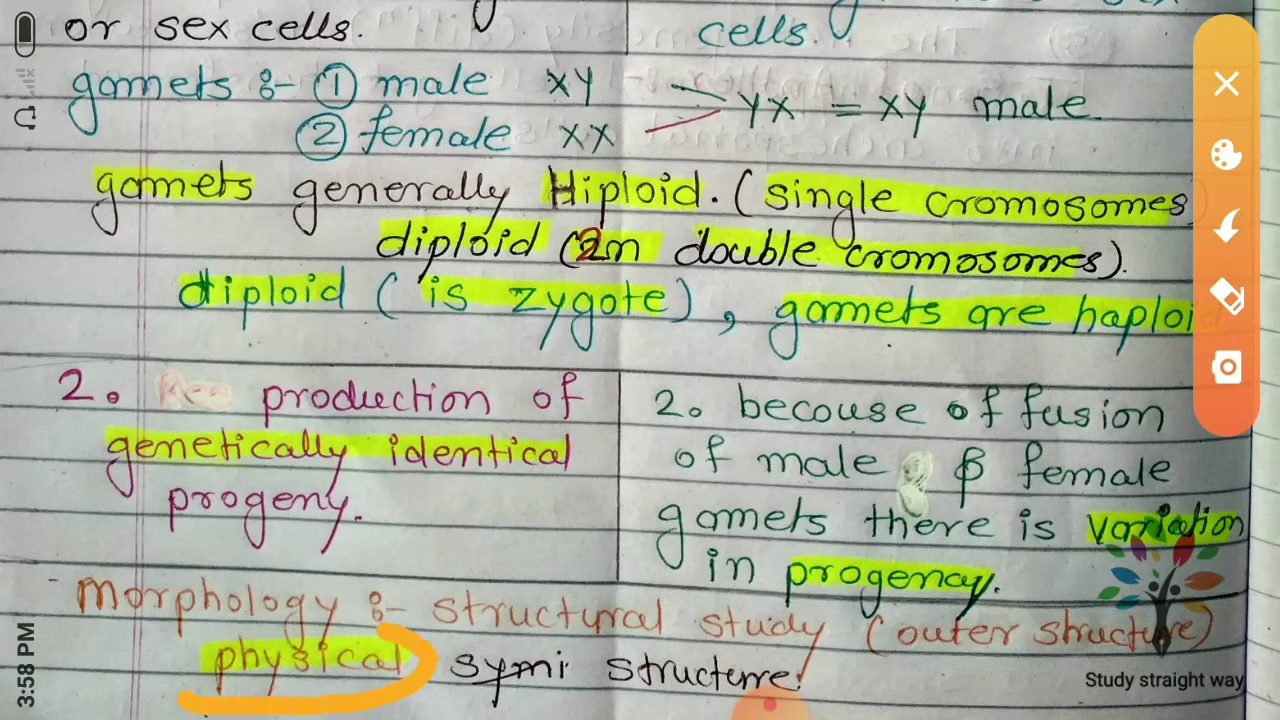 or sex cells.
cells.
gamets :- ① male xy
② female xx
yx = xy male.
gamets generally Hiploid. (single cromosomes)
diploid (2n double cromosomes).
diploid (is zygote), gamets are haploi
2. production of
genetically identical
progeny.
2. becouse of fusion
of male & female
gamets there is variation
in progency.
Morphology :- structural study (outer structure)
physical symi structure!
3:58 PM
Study straight way